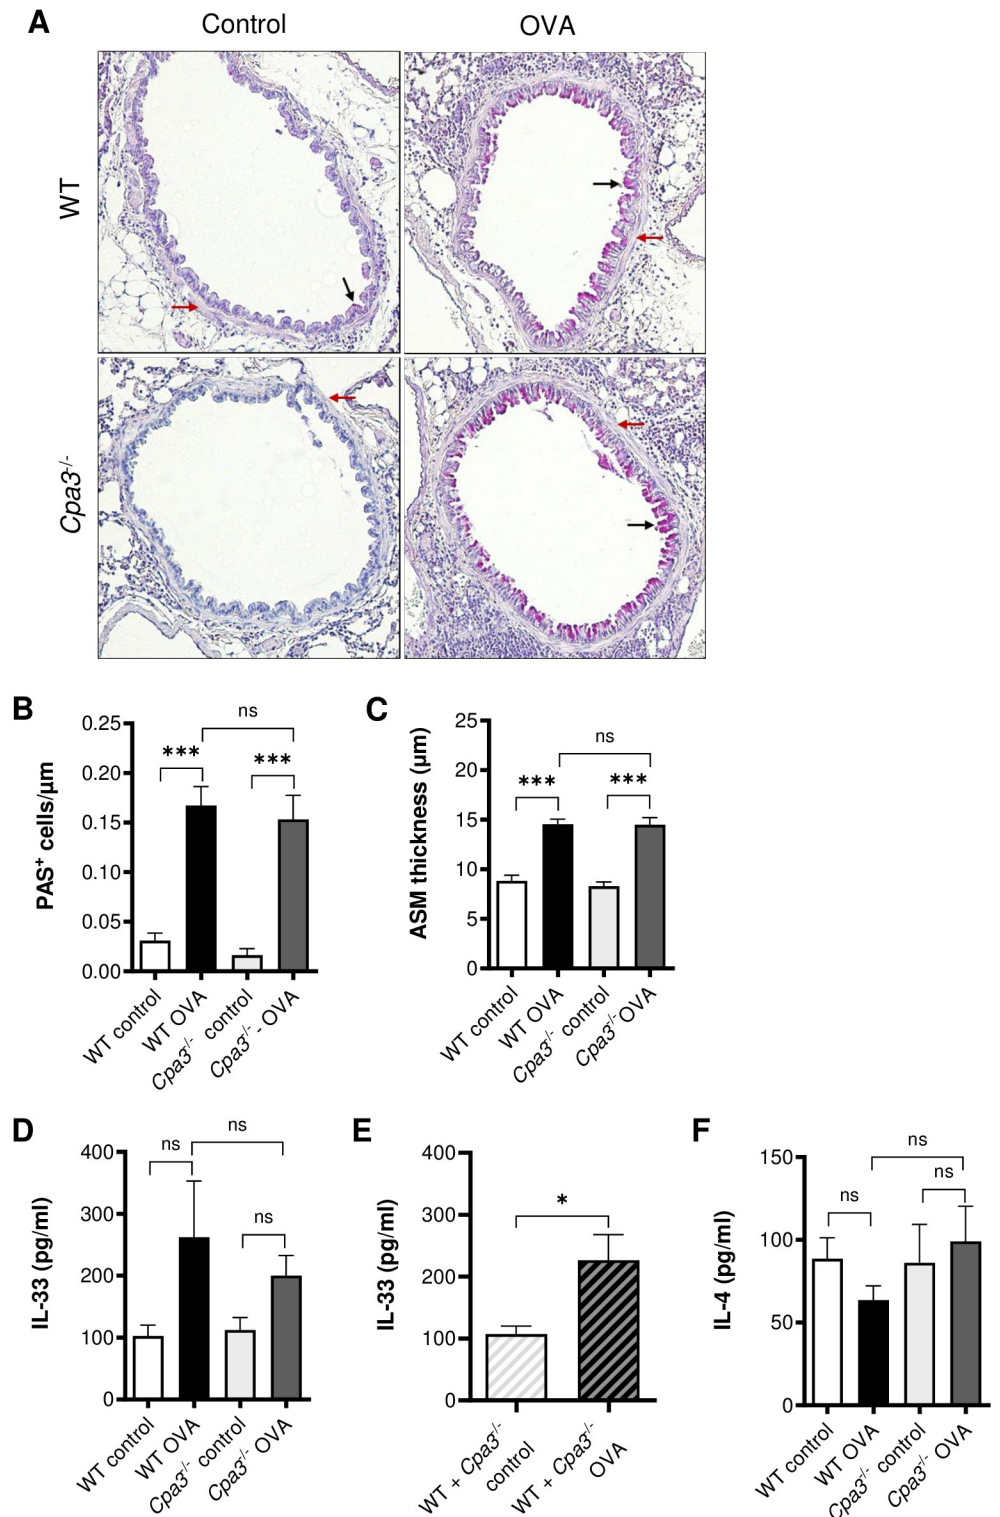 A
Control
OVA
WT
Cpa3-/-
B
PAS+ cells/µm
0.25
0.20
0.15
0.10
0.05
0.00
***
ns
***
WT control
WT OVA
Cpa3-/- control
Cpa3-/- - OVA
C
ASM thickness (µm)
25
20
15
10
5
0
***
ns
***
WT control
WT OVA
Cpa3-/- control
Cpa3-/- OVA
D
IL-33 (pg/ml)
400
300
200
100
0
ns
ns
ns
WT control
WT OVA
Cpa3-/- control
Cpa3-/- OVA
E
IL-33 (pg/ml)
400
300
200
100
0
*
WT + Cpa3-/-
control
WT + Cpa3-/-
OVA
F
IL-4 (pg/ml)
150
100
50
0
ns
ns
ns
WT control
WT OVA
Cpa3-/- control
Cpa3-/- OVA